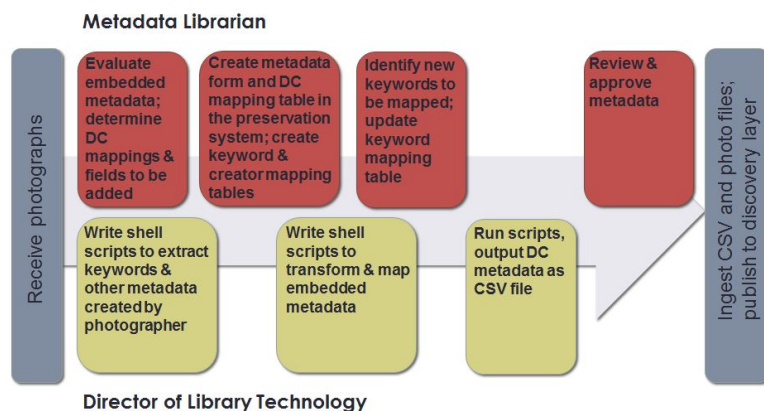 Metadata Librarian
Receive photographs
Evaluate
embedded
metadata;
determine
DC
mappings &
fields to be
added
Create metadata
form and DC
mapping table in
the preservation
system; create
keyword &
creator mapping
tables
Identify new
keywords to
be mapped;
update
keyword
mapping
table
Review &
approve
metadata
Write shell
scripts to extract
keywords &
other metadata
created by
photographer
Write shell
scripts to
transform & map
embedded
metadata
Run scripts,
output DC
metadata as
CSV file
Ingest CSV and photo files;
publish to discovery layer
Director of Library Technology